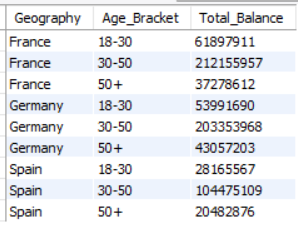 Geography Age_Bracket Total_Balance
France 18-30 61897911
France 30-50 212155957
France 50+ 37278612
Germany 18-30 53991690
Germany 30-50 203353968
Germany 50+ 43057203
Spain 18-30 28165567
Spain 30-50 104475109
Spain 50+ 20482876